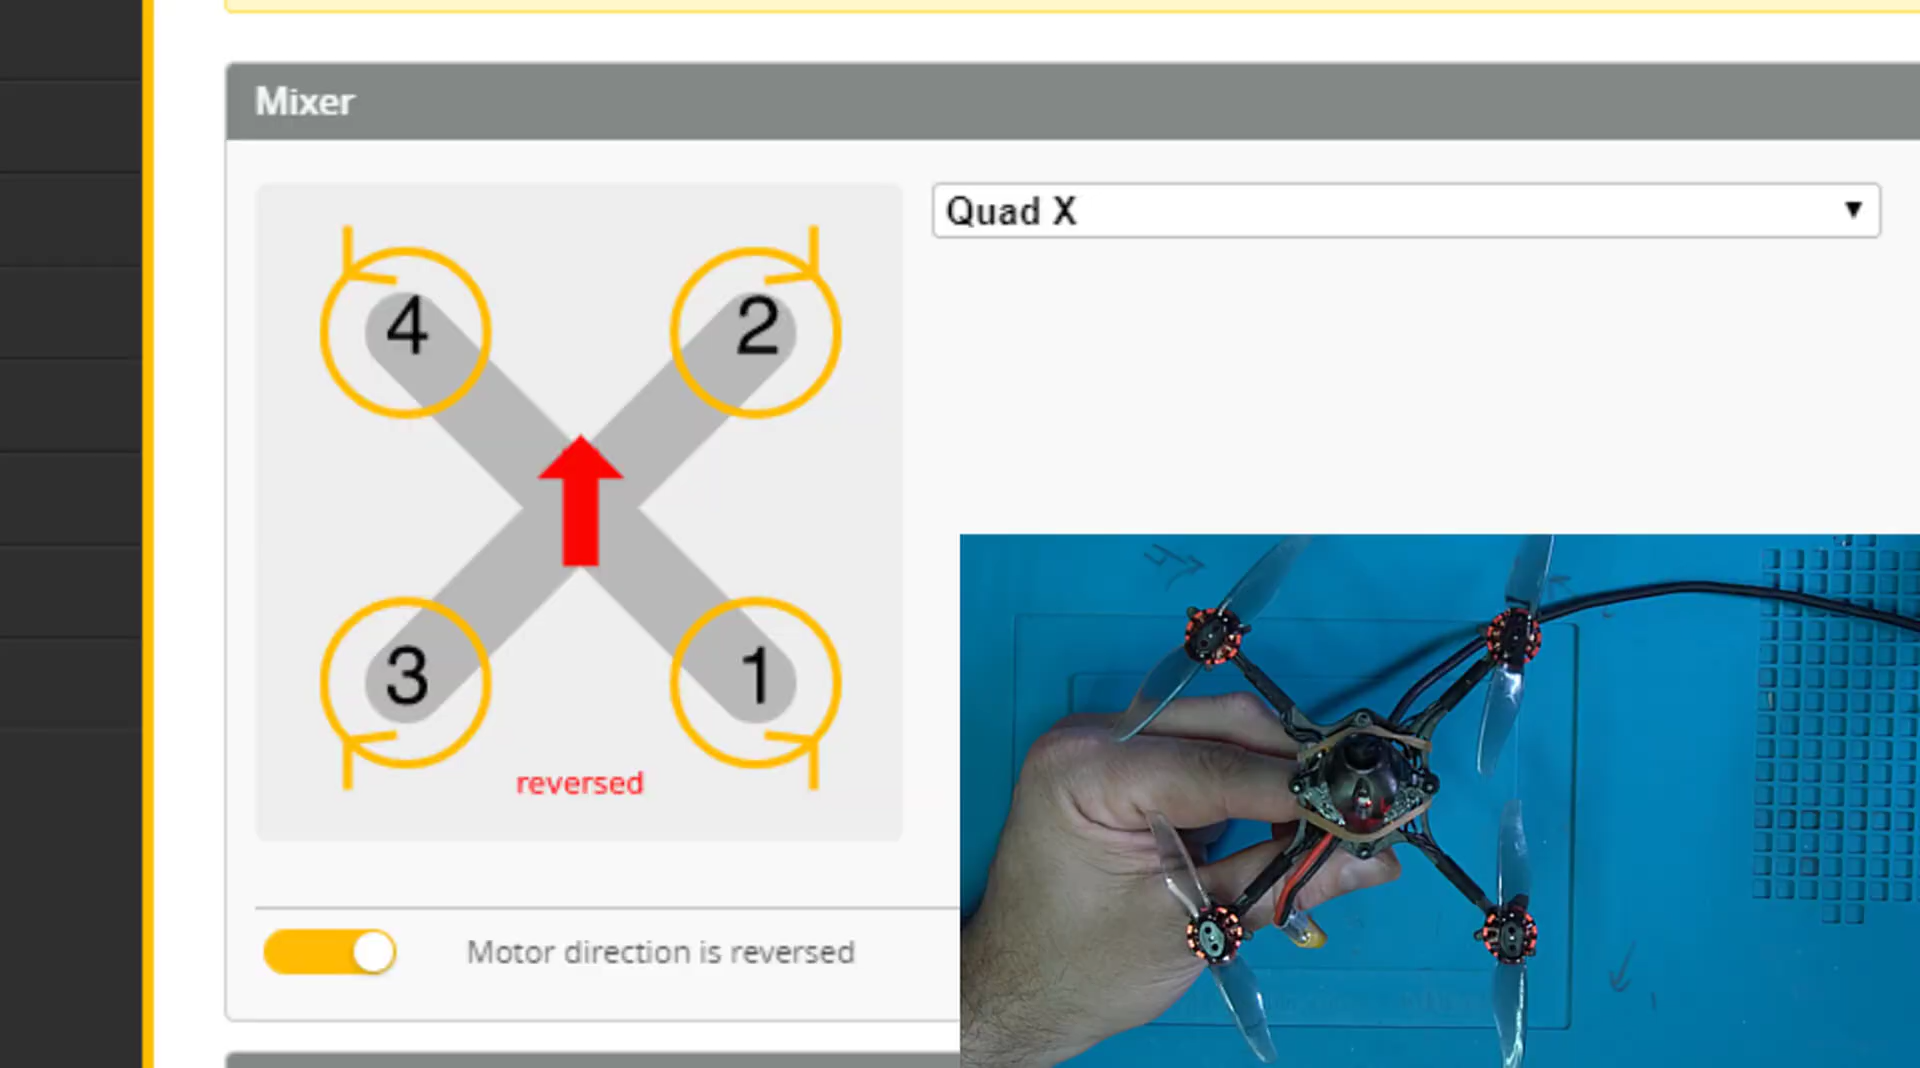 Mixer
Quad X
4
2
3
1
reversed
Motor direction is reversed